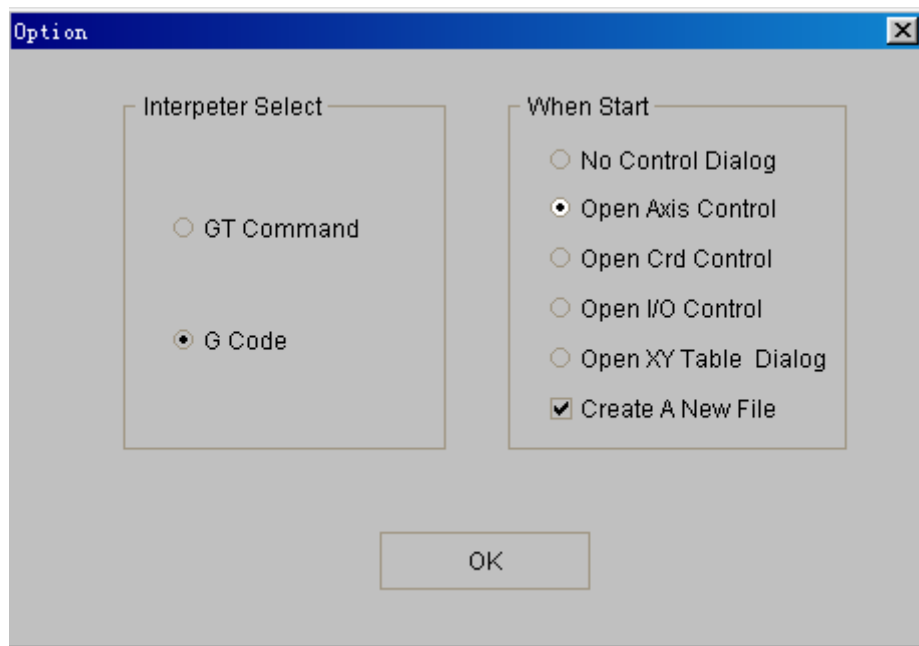 Option
Interpeter Select
GT Command
G Code
When Start
No Control Dialog
Open Axis Control
Open Crd Control
Open I/O Control
Open XY Table Dialog
Create A New File
OK